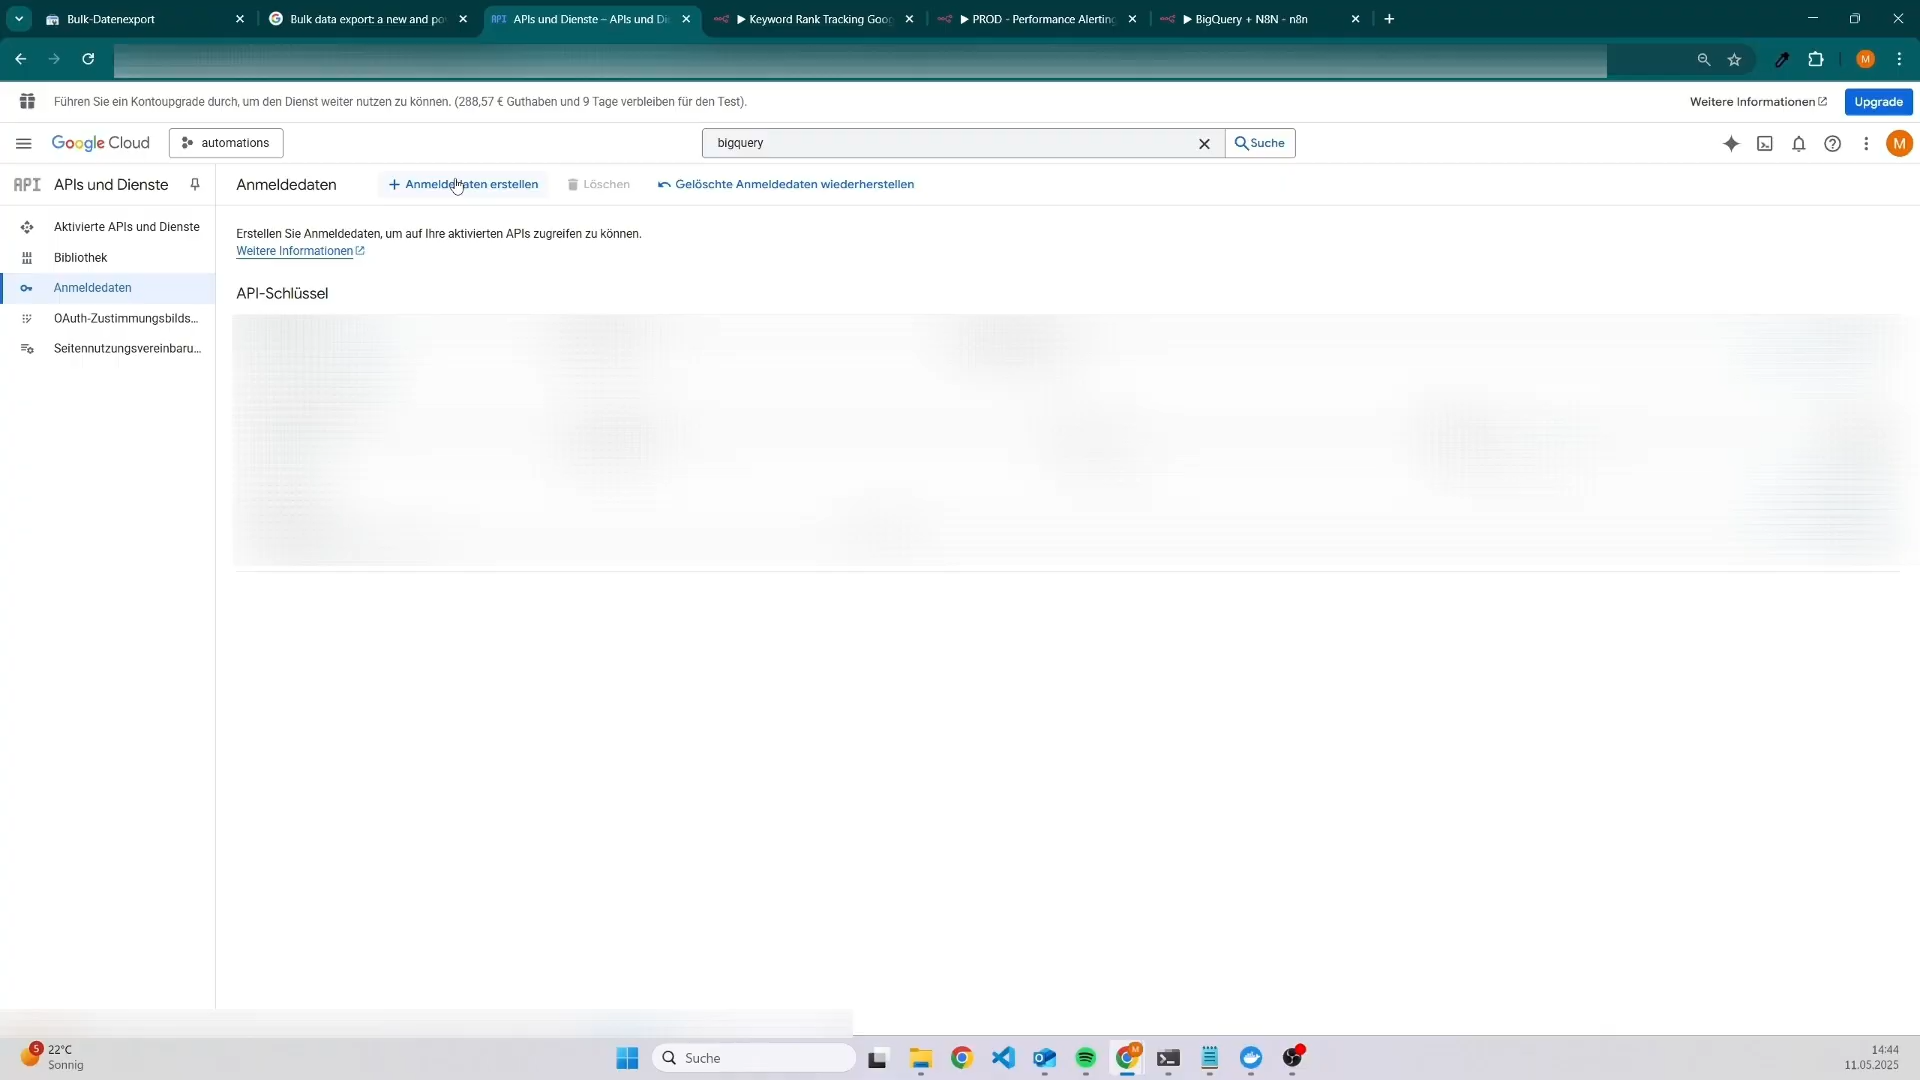 Bulk-Datenexport
Bulk data export: a new and po
API APIs und Dienste – APIs und Di
Keyword Rank Tracking Goog
PROD - Performance Alerting
BigQuery + N8N - n8n
M
Führen Sie ein Kontoupgrade durch, um den Dienst weiter nutzen zu können. (288,57 € Guthaben und 9 Tage verbleiben für den Test).
Weitere Informationen
Upgrade
Google Cloud
automations
bigquery
Suche
M
API APIs und Dienste
Anmeldedaten
Anmeldedaten erstellen
Löschen
Gelöschte Anmeldedaten wiederherstellen
Aktivierte APIs und Dienste
Bibliothek
Anmeldedaten
OAuth-Zustimmungsbilds...
Seitennutzungsvereinbaru...
Erstellen Sie Anmeldedaten, um auf Ihre aktivierten APIs zugreifen zu können.
Weitere Informationen
API-Schlüssel
5
22°C
Sonnig
Suche
M
14:44
11.05.2025